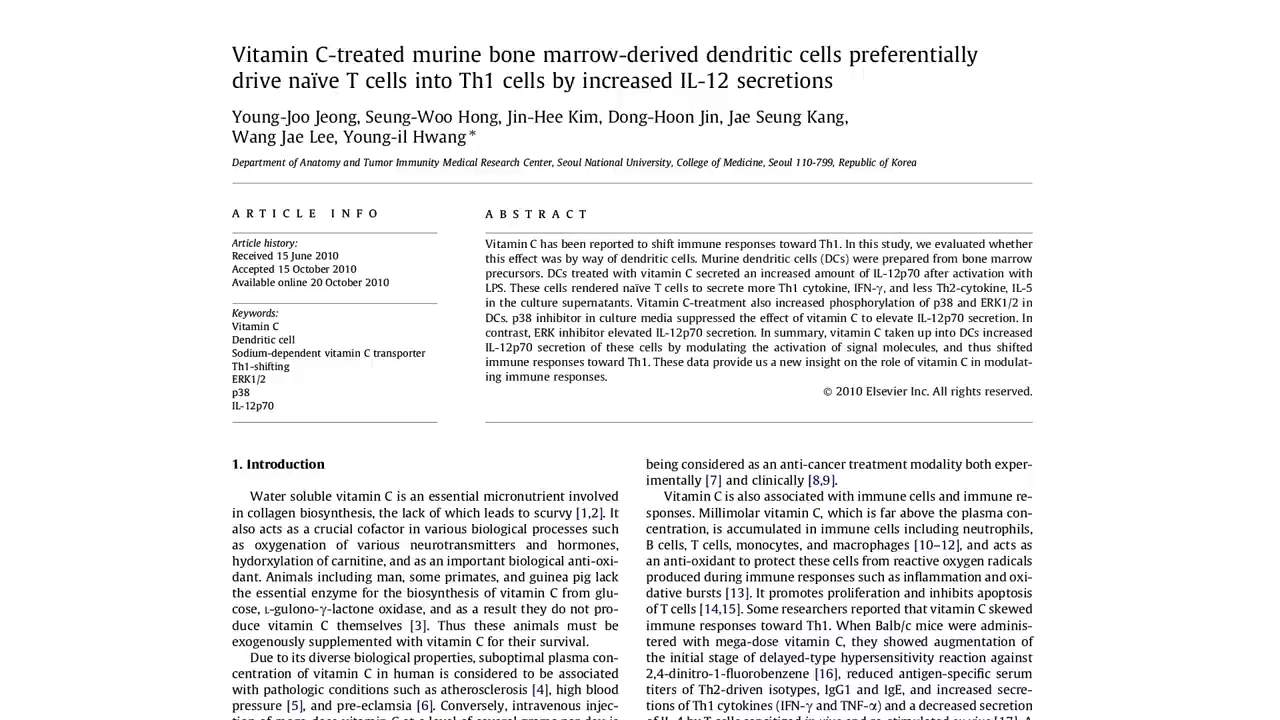 Vitamin C-treated murine bone marrow-derived dendritic cells preferentially
drive naïve T cells into Th1 cells by increased IL-12 secretions
Young-Joo Jeong, Seung-Woo Hong, Jin-Hee Kim, Dong-Hoon Jin, Jae Seung Kang,
Wang Jae Lee, Young-il Hwang *
Department of Anatomy and Tumor Immunity Medical Research Center, Seoul National University, College of Medicine, Seoul 110-799, Republic of Korea
ARTICLE INFO
Article history:
Received 15 June 2010
Accepted 15 October 2010
Available online 20 October 2010
Keywords:
Vitamin C
Dendritic cell
Sodium-dependent vitamin C transporter
Th1-shifting
ERK1/2
p38
IL-12p70
ABSTRACT
Vitamin C has been reported to shift immune responses toward Th1. In this study, we evaluated whether
this effect was by way of dendritic cells. Murine dendritic cells (DCs) were prepared from bone marrow
precursors. DCs treated with vitamin C secreted an increased amount of IL-12p70 after activation with
LPS. These cells rendered naïve T cells to secrete more Th1 cytokine, IFN-γ, and less Th2-cytokine, IL-5
in the culture supernatants. Vitamin C-treatment also increased phosphorylation of p38 and ERK1/2 in
DCs. p38 inhibitor in culture media suppressed the effect of vitamin C to elevate IL-12p70 secretion. In
contrast, ERK inhibitor elevated IL-12p70 secretion. In summary, vitamin C taken up into DCs increased
IL-12p70 secretion of these cells by modulating the activation of signal molecules, and thus shifted
immune responses toward Th1. These data provide us a new insight on the role of vitamin C in modulat-
ing immune responses.
© 2010 Elsevier Inc. All rights reserved.
1. Introduction
Water soluble vitamin C is an essential micronutrient involved
in collagen biosynthesis, the lack of which leads to scurvy [1,2]. It
also acts as a crucial cofactor in various biological processes such
as oxygenation of various neurotransmitters and hormones,
hydorxylation of carnitine, and as an important biological anti-oxi-
dant. Animals including man, some primates, and guinea pig lack
the essential enzyme for the biosynthesis of vitamin C from glu-
cose, L-gulono-γ-lactone oxidase, and as a result they do not pro-
duce vitamin C themselves [3]. Thus these animals must be
exogenously supplemented with vitamin C for their survival.
Due to its diverse biological properties, suboptimal plasma con-
centration of vitamin C in human is considered to be associated
with pathologic conditions such as atherosclerosis [4], high blood
pressure [5], and pre-eclamsia [6]. Conversely, intravenous injec-
tion of mega-dose vitamin C at a level of several grams per day is
being considered as an anti-cancer treatment modality both exper-
imentally [7] and clinically [8,9].
Vitamin C is also associated with immune cells and immune re-
sponses. Millimolar vitamin C, which is far above the plasma con-
centration, is accumulated in immune cells including neutrophils,
B cells, T cells, monocytes, and macrophages [10–12], and acts as
an anti-oxidant to protect these cells from reactive oxygen radicals
produced during immune responses such as inflammation and oxi-
dative bursts [13]. It promotes proliferation and inhibits apoptosis
of T cells [14,15]. Some researchers reported that vitamin C skewed
immune responses toward Th1. When Balb/c mice were adminis-
tered with mega-dose vitamin C, they showed augmentation of
the initial stage of delayed-type hypersensitivity reaction against
2,4-dinitro-1-fluorobenzene [16], reduced antigen-specific serum
titers of Th2-driven isotypes, IgG1 and IgE, and increased secre-
tions of Th1 cytokines (IFN-γ and TNF-α) and a decreased secretion
of IL-4 by T cells sensitized in vivo and re-stimulated ex vivo [17]. A